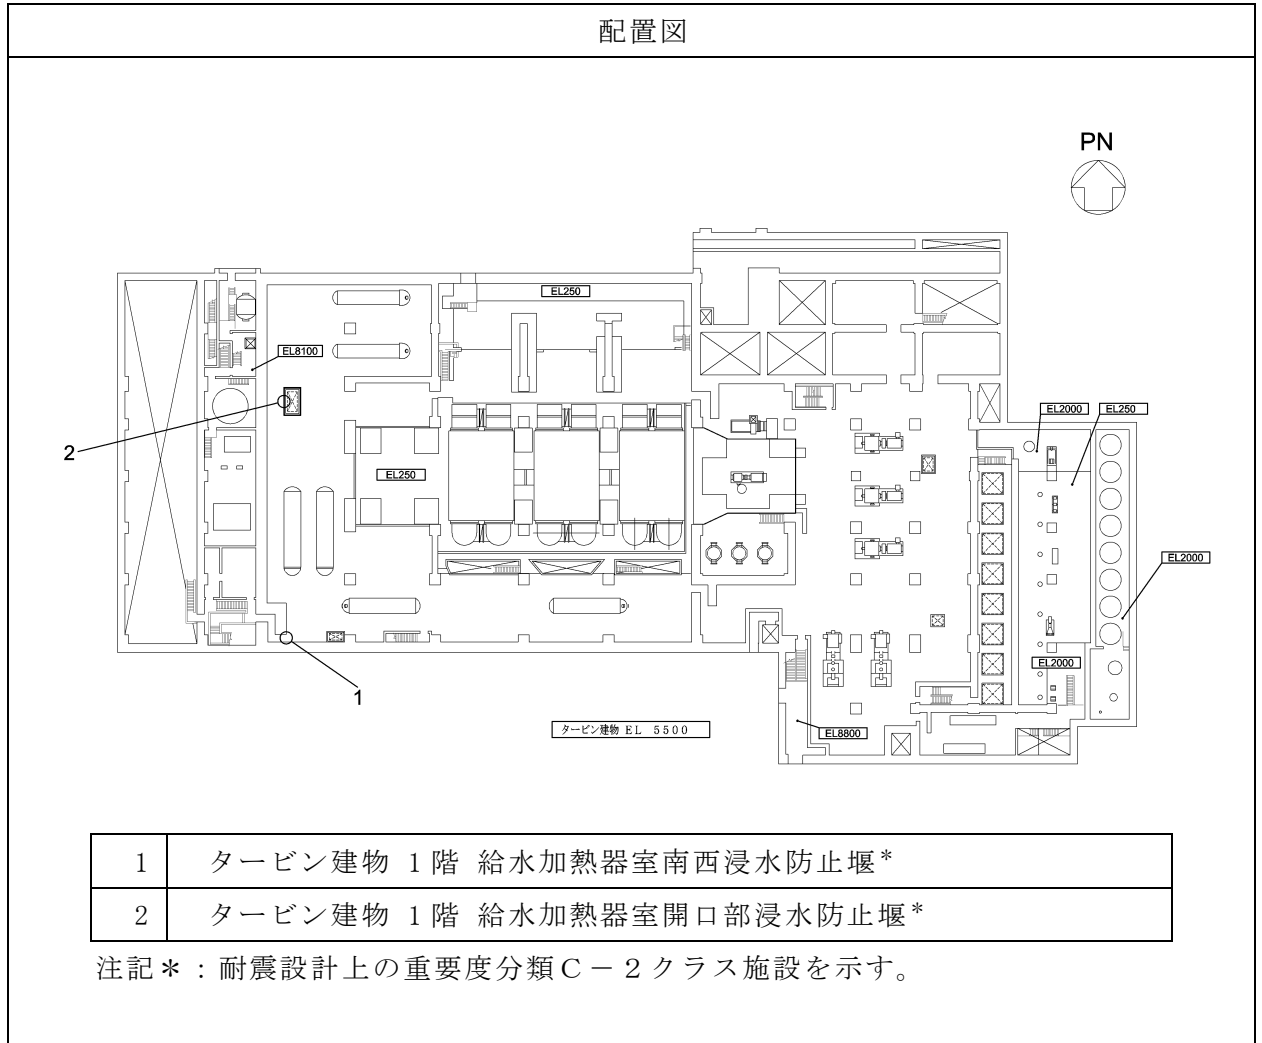 配置図
PN
EL250
EL8100
EL2000
EL250
2
EL250
EL2000
EL2000
1
タービン建物 EL 5500
EL8800
1 タービン建物 1階 給水加熱器室南西浸水防止堰*
2 タービン建物 1階 給水加熱器室開口部浸水防止堰*
注記＊：耐震設計上の重要度分類Ｃ－２クラス施設を示す。